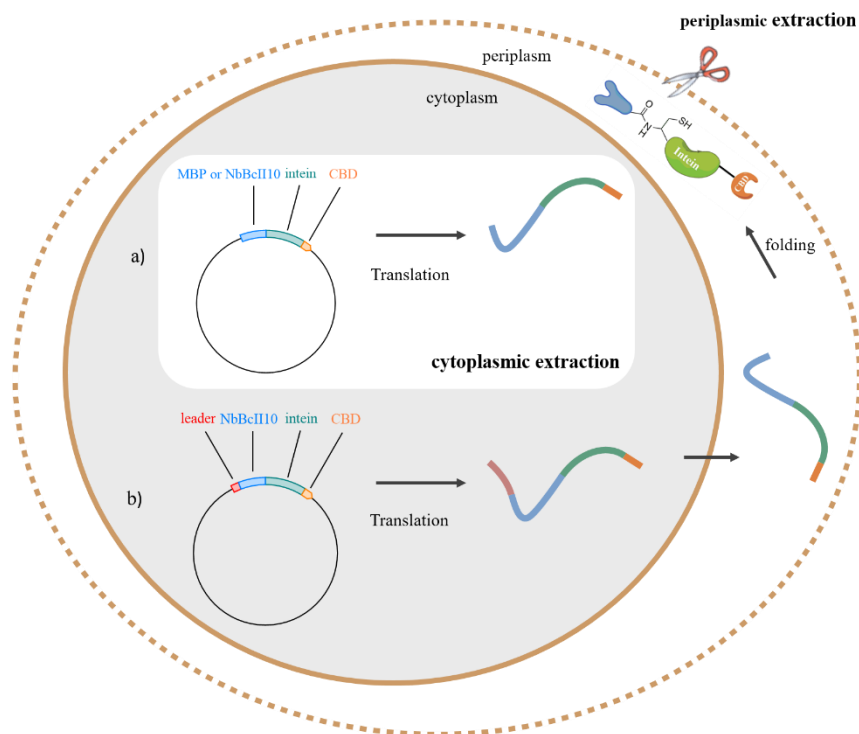 periplasmic extraction
periplasm
cytoplasm
O
N
H
SH
Intein
CBD
MBP or NbBcII10 intein CBD
a)
Translation
folding
cytoplasmic extraction
leader NbBcII10 intein CBD
b)
Translation